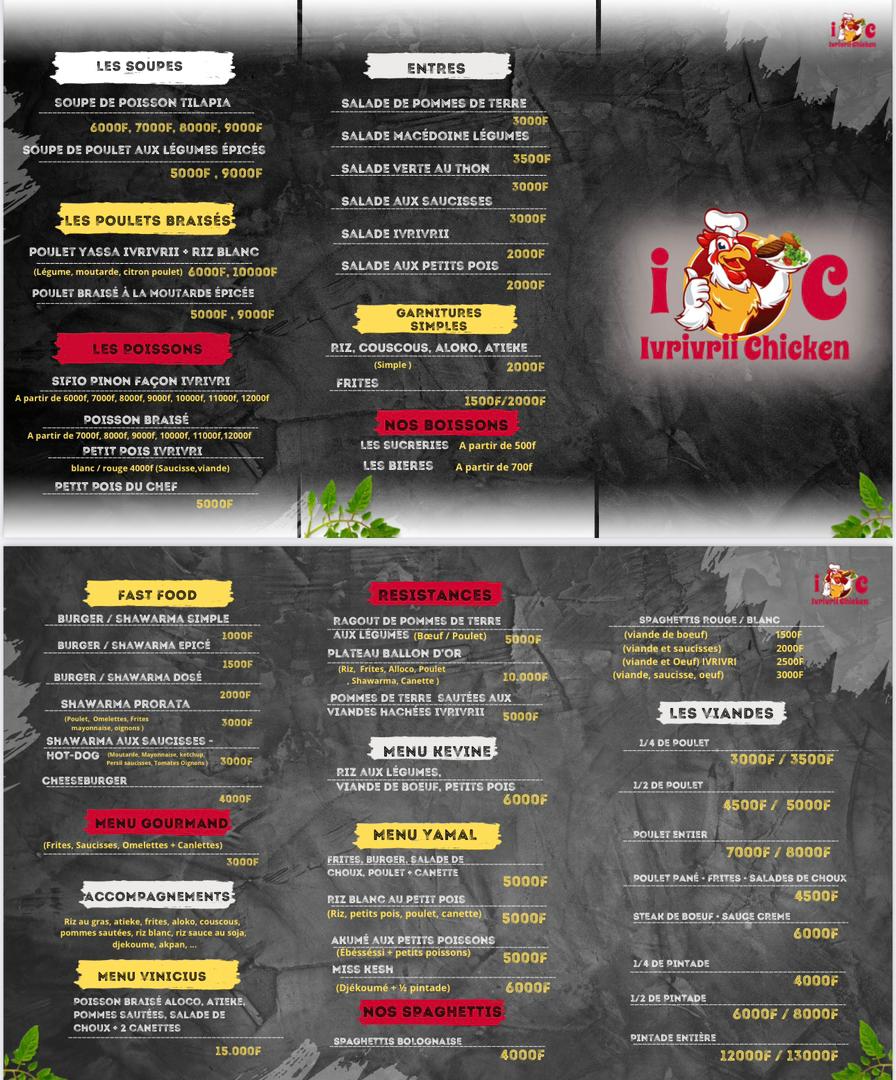 LES SOUPES
SOUPE DE POISSON TILAPIA
6000F, 7000F, 8000F, 9000F
SOUPE DE POULET AUX LÉGUMES ÉPICÉS
5000F , 9000F
LES POULETS BRAISÉS
POULET YASSA IVRIVRII + RIZ BLANC
(Légume, moutarde, citron poulet) 6000F, 10000F
POULET BRAISÉ À LA MOUTARDE ÉPICÉE
5000F , 9000F
LES POISSONS
SIFIO PINON FAÇON IVRIVRI
A partir de 6000f, 7000f, 8000f, 9000f, 10000f, 11000f, 12000f
POISSON BRAISÉ
A partir de 7000f, 8000f, 9000f, 10000f, 11000f,12000f
PETIT POIS IVRIVRI
blanc / rouge 4000f (Saucisse,viande)
PETIT POIS DU CHEF
5000F
ENTRES
SALADE DE POMMES DE TERRE
3000F
SALADE MACÉDOINE LÉGUMES
3500F
SALADE VERTE AU THON
3000F
SALADE AUX SAUCISSES
3000F
SALADE IVRIVRII
2000F
SALADE AUX PETITS POIS
2000F
GARNITURES
SIMPLES
RIZ, COUSCOUS, ALOKO, ATIEKE
(Simple ) 2000F
FRITES
1500F/2000F
NOS BOISSONS
LES SUCRERIES A partir de 500f
LES BIERES A partir de 700f
i C
Ivrivrii Chicken
i C
Ivrivrii Chicken
FAST FOOD
BURGER / SHAWARMA SIMPLE
1000F
BURGER / SHAWARMA EPICÉ
1500F
BURGER / SHAWARMA DOSÉ
2000F
SHAWARMA PRORATA
(Poulet, Omelettes, Frites
mayonnaise, oignons ) 3000F
SHAWARMA AUX SAUCISSES -
HOT-DOG (Moutarde, Mayonnaise, ketchup,
Persil saucisses, Tomates Oignons ) 3000F
CHEESEBURGER
4000F
MENU GOURMAND
(Frites, Saucisses, Omelettes + Canlettes)
3000F
ACCOMPAGNEMENTS
Riz au gras, atieke, frites, aloko, couscous,
pommes sautées, riz blanc, riz sauce au soja,
djekoume, akpan, ...
MENU VINICIUS
POISSON BRAISÉ ALOCO, ATIEKE,
POMMES SAUTÉES, SALADE DE
CHOUX + 2 CANETTES
15.000F
RESISTANCES
RAGOUT DE POMMES DE TERRE
AUX LÉGUMES (Bœuf / Poulet) 5000F
PLATEAU BALLON D'OR
(Riz, Frites, Alloco, Poulet
, Shawarma, Canette ) 10.000F
POMMES DE TERRE SAUTÉES AUX
VIANDES HACHÉES IVRIVRII 5000F
MENU KEVINE
RIZ AUX LÉGUMES,
VIANDE DE BOEUF, PETITS POIS
6000F
MENU YAMAL
FRITES, BURGER, SALADE DE
CHOUX, POULET + CANETTE
5000F
RIZ BLANC AU PETIT POIS
(Riz, petits pois, poulet, canette) 5000F
AKUMÉ AUX PETITS POISSONS
(Ébésséssi + petits poissons) 5000F
MISS KESH
(Djékoumé + ½ pintade) 6000F
NOS SPAGHETTIS
SPAGHETTIS BOLOGNAISE
4000F
i C
Ivrivrii Chicken
SPAGHETTIS ROUGE / BLANC
(viande de boeuf) 1500F
(viande et saucisses) 2000F
(viande et Oeuf) IVRIVRI 2500F
(viande, saucisse, oeuf) 3000F
LES VIANDES
1/4 DE POULET
3000F / 3500F
1/2 DE POULET
4500F / 5000F
POULET ENTIER
7000F / 8000F
POULET PANÉ - FRITES - SALADES DE CHOUX
4500F
STEAK DE BOEUF - SAUCE CREME
6000F
1/4 DE PINTADE
4000F
1/2 DE PINTADE
6000F / 8000F
PINTADE ENTIÈRE
12000F / 13000F